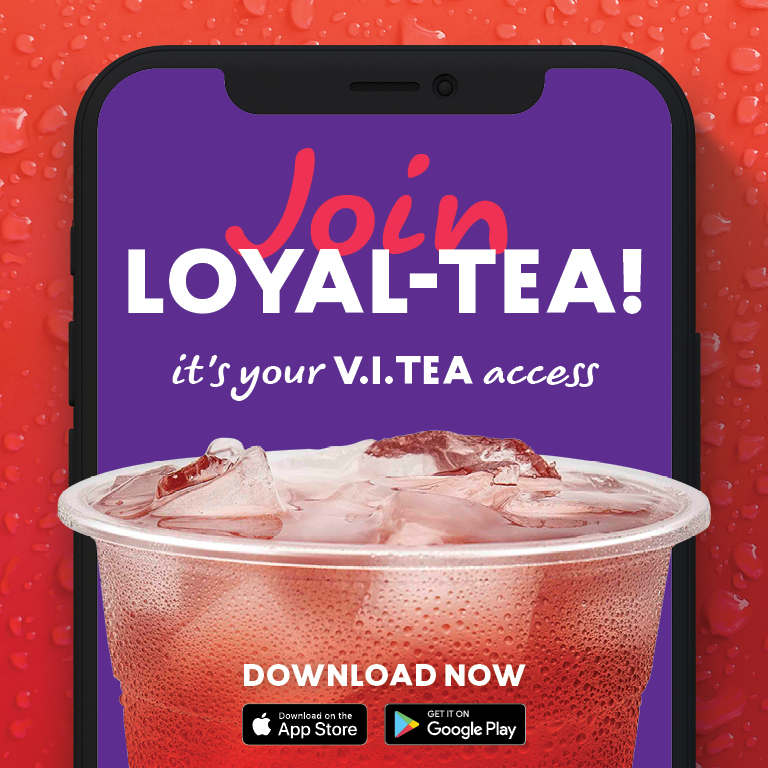 Join
LOYAL-TEA!
it's your V.I.TEA access
DOWNLOAD NOW
Download on the
App Store
GET IT ON
Google Play